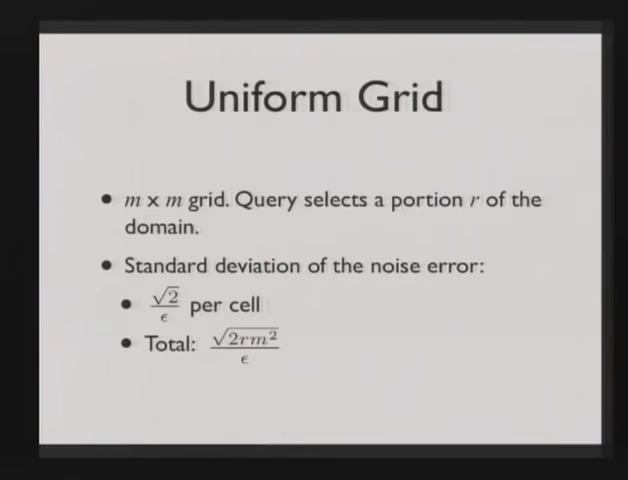 Uniform Grid
• m x m grid. Query selects a portion r of the
domain.
• Standard deviation of the noise error:
• √2/ϵ per cell
• Total: √(2rm²)/ϵ